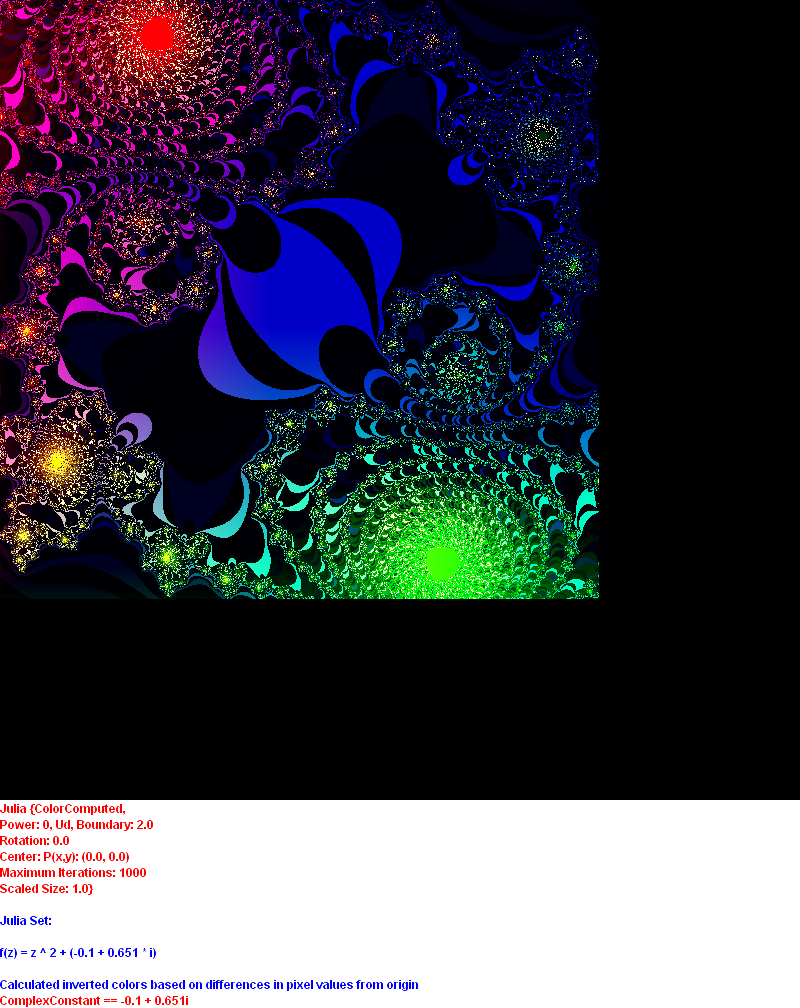 Julia {ColorComputed,
Power: 0, Ud, Boundary: 2.0
Rotation: 0.0
Center: P(x,y): (0.0, 0.0)
Maximum Iterations: 1000
Scaled Size: 1.0}
Julia Set:
f(z) = z ^ 2 + (-0.1 + 0.651 * i)
Calculated inverted colors based on differences in pixel values from origin
ComplexConstant == -0.1 + 0.651i